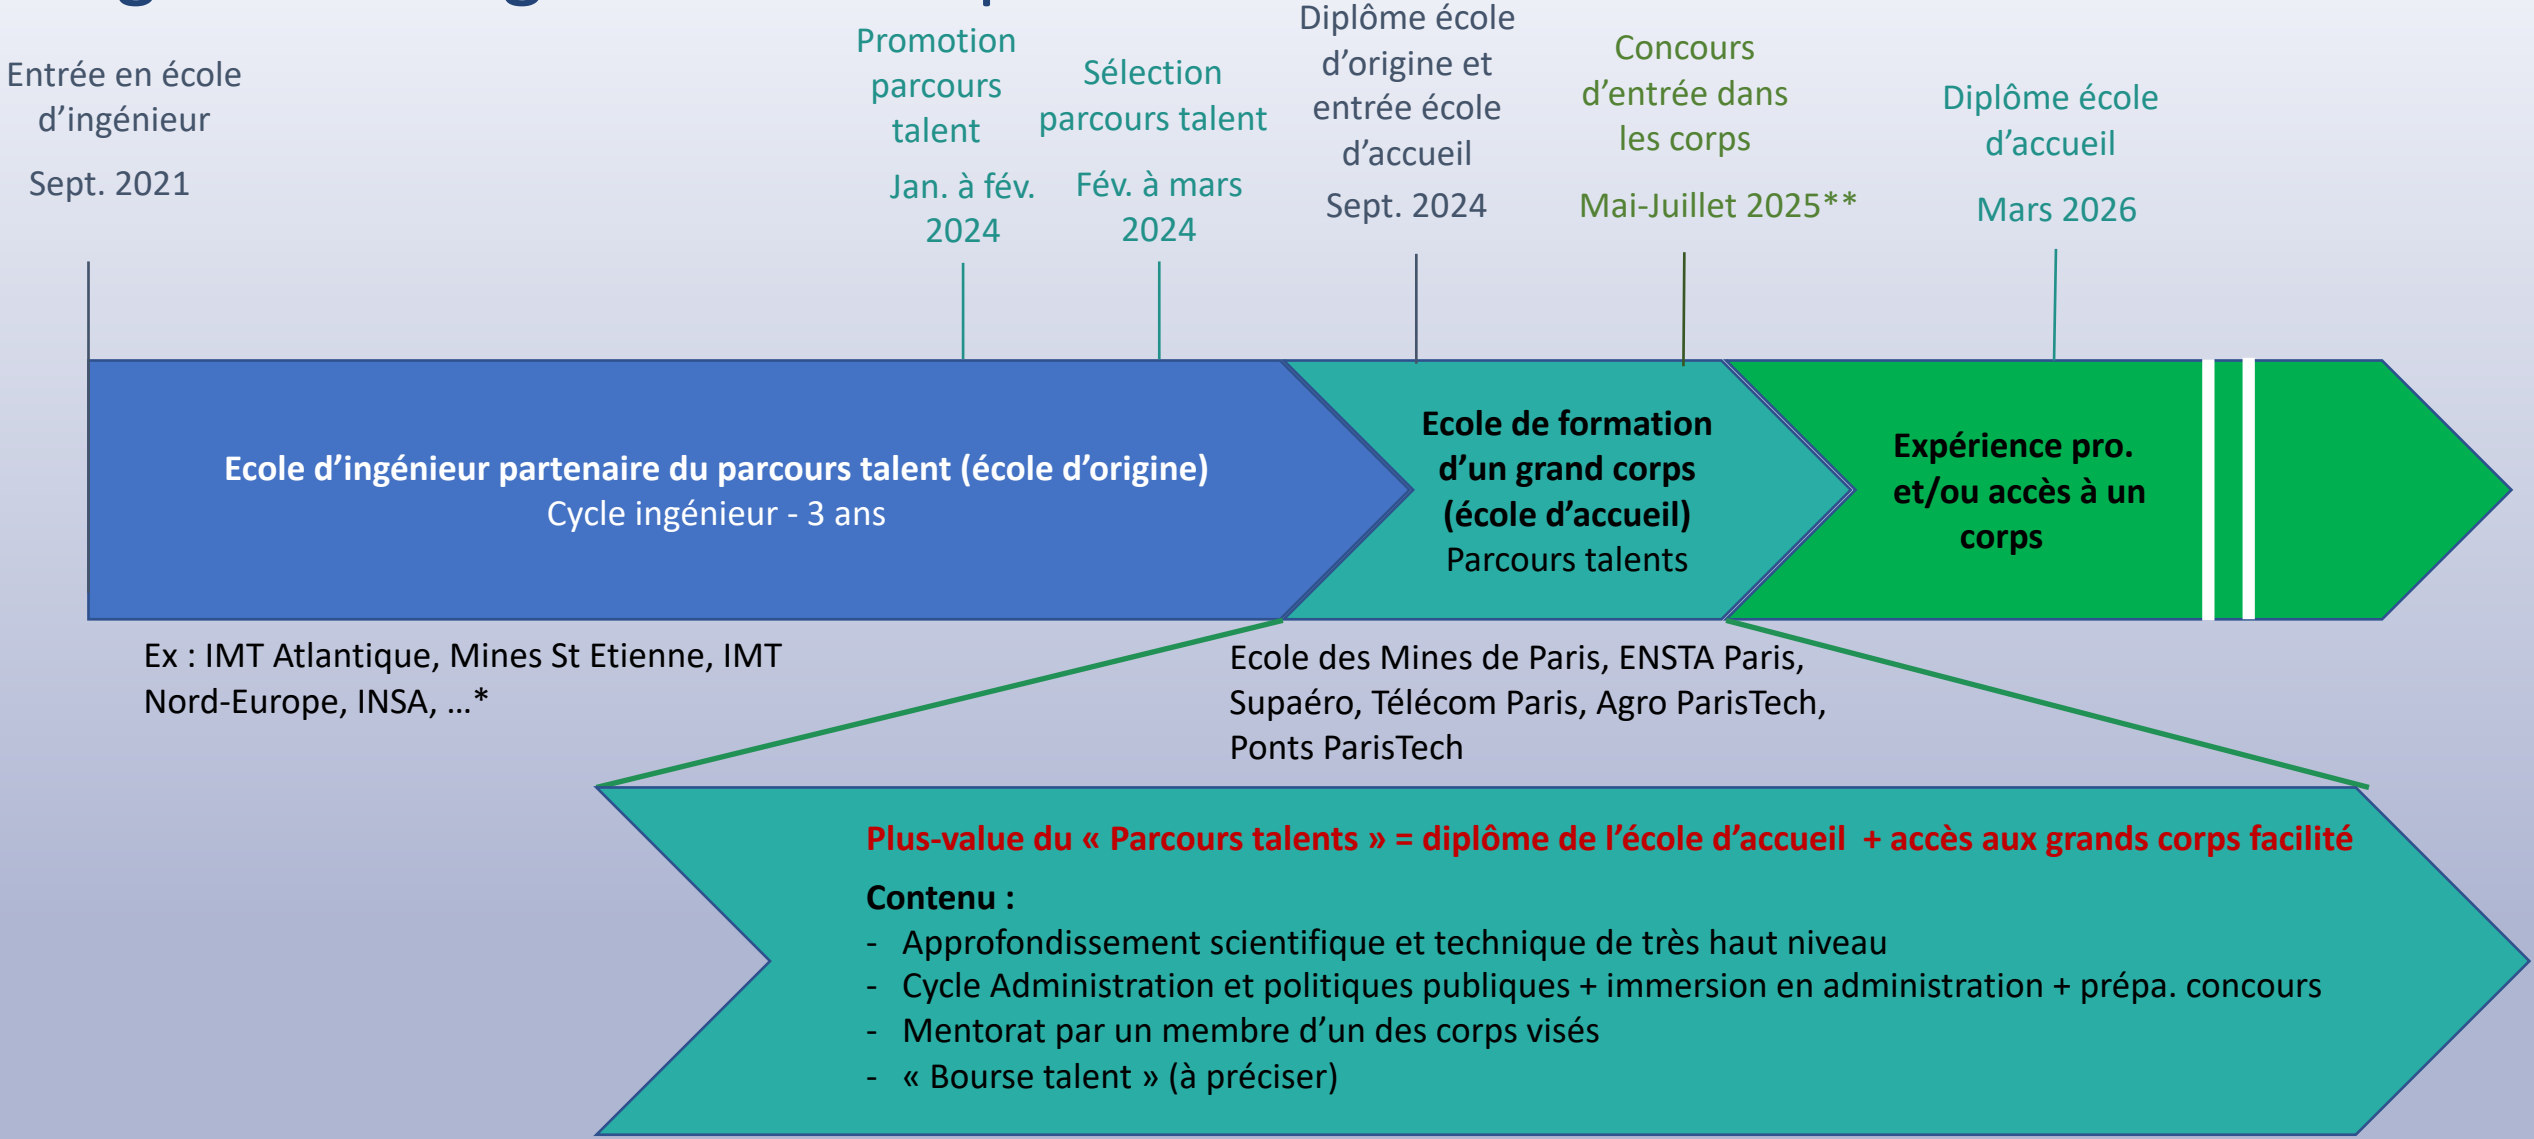 Entrée en école
d’ingénieur
Sept. 2021
Promotion
parcours
talent
Jan. à fév.
2024
Sélection
parcours talent
Fév. à mars
2024
Diplôme école
d’origine et
entrée école
d’accueil
Sept. 2024
Concours
d’entrée dans
les corps
Mai-Juillet 2025**
Diplôme école
d’accueil
Mars 2026
Ecole d’ingénieur partenaire du parcours talent (école d’origine)
Cycle ingénieur - 3 ans
Ecole de formation
d’un grand corps
(école d’accueil)
Parcours talents
Expérience pro.
et/ou accès à un
corps
Ex : IMT Atlantique, Mines St Etienne, IMT
Nord-Europe, INSA, …*
Ecole des Mines de Paris, ENSTA Paris,
Supaéro, Télécom Paris, Agro ParisTech,
Ponts ParisTech
Plus-value du « Parcours talents » = diplôme de l’école d’accueil + accès aux grands corps facilité
Contenu :
- Approfondissement scientifique et technique de très haut niveau
- Cycle Administration et politiques publiques + immersion en administration + prépa. concours
- Mentorat par un membre d’un des corps visés
- « Bourse talent » (à préciser)